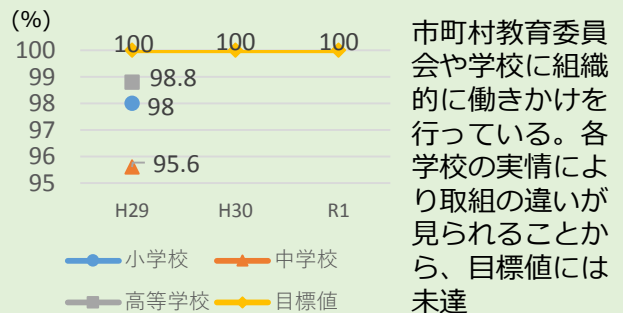 (%)
100 100 100
100
99
98.8
98
98
97
96
95.6
95
H29 H30 R1
小学校 中学校
高等学校 目標値
市町村教育委員
会や学校に組織
的に働きかけを
行っている。各
学校の実情によ
り取組の違いが
見られることか
ら、目標値には
未達